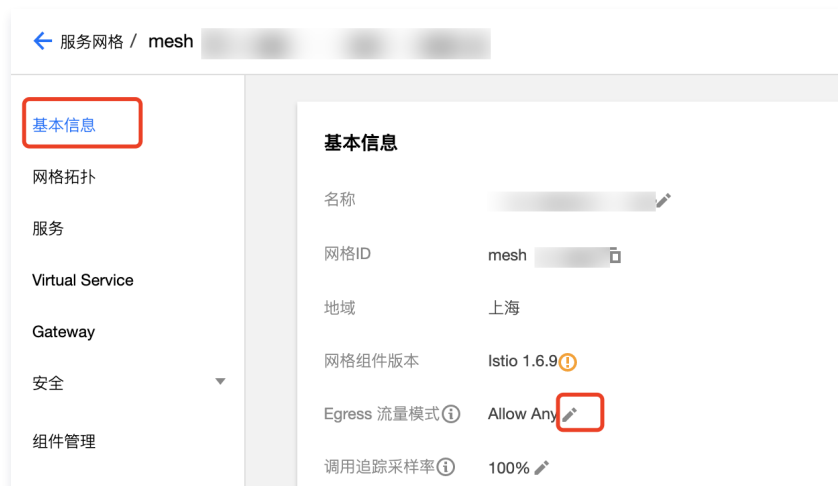 服务网格 / mesh
基本信息
网格拓扑
服务
Virtual Service
Gateway
安全
组件管理
基本信息
名称
网格ID mesh
地域 上海
网格组件版本 Istio 1.6.9
Egress 流量模式 Allow Any
调用追踪采样率 100%